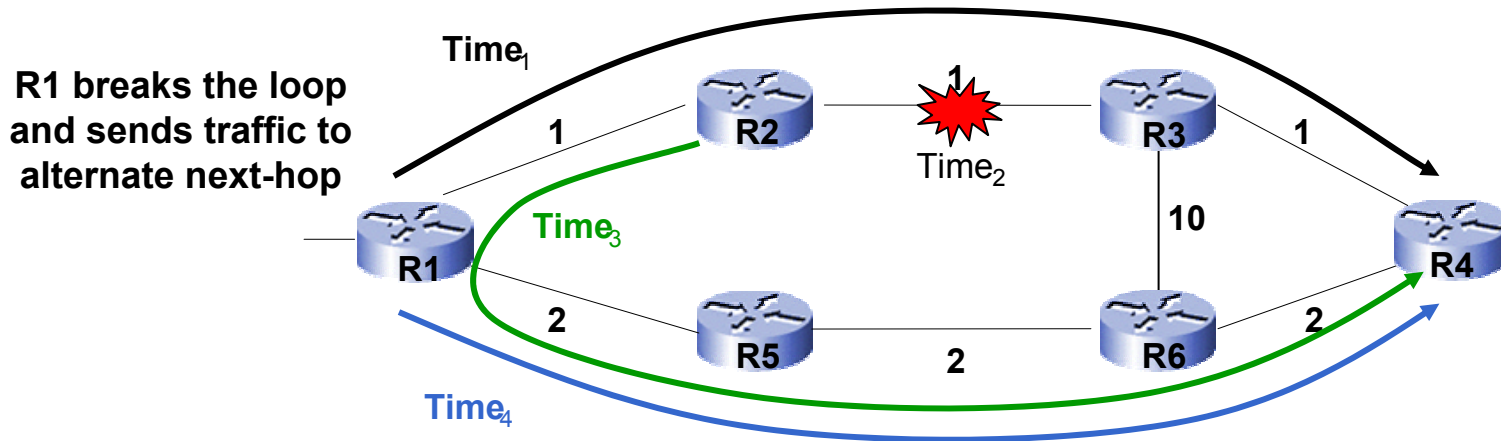 Time1
R1 breaks the loop
and sends traffic to
alternate next-hop
1
1
R2
R3
1
Time2
Time3
10
R1
R4
2
2
R5
2
R6
Time4